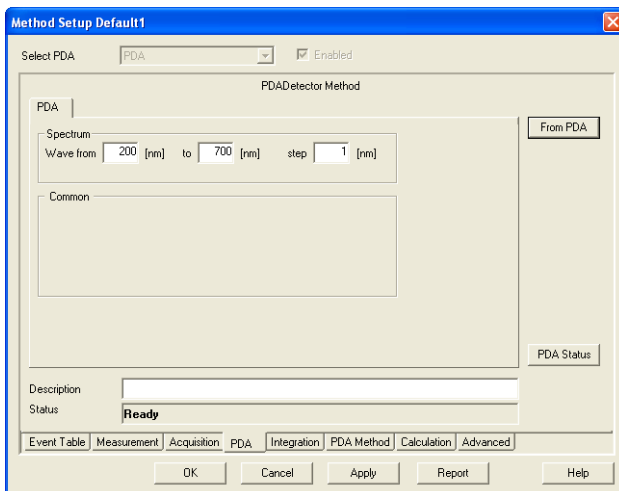 Method Setup Default1
Select PDA PDA Enabled
PDADetector Method
PDA
From PDA
Spectrum
Wave from 200 [nm] to 700 [nm] step 1 [nm]
Common
PDA Status
Description
Status Ready
Event Table Measurement Acquisition PDA Integration PDA Method Calculation Advanced
OK Cancel Apply Report Help